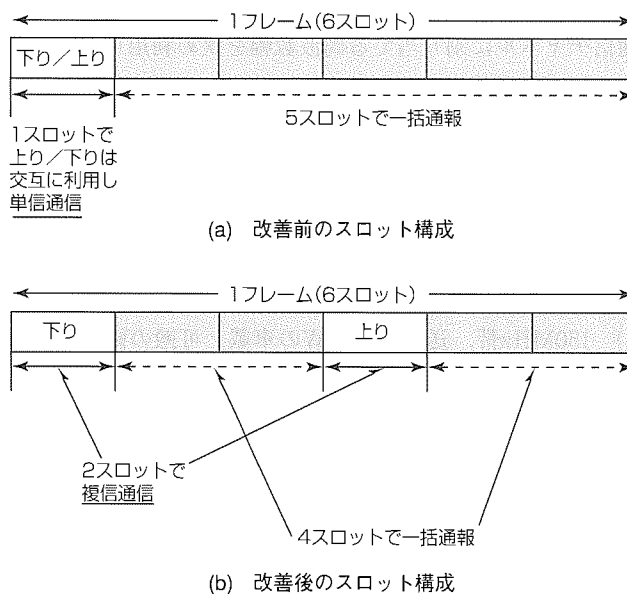 1フレーム(6スロット)
下り/上り
5スロットで一括通報
1スロットで
上り/下りは
交互に利用し
単信通信
(a) 改善前のスロット構成
1フレーム(6スロット)
下り
上り
2スロットで
複信通信
4スロットで一括通報
(b) 改善後のスロット構成